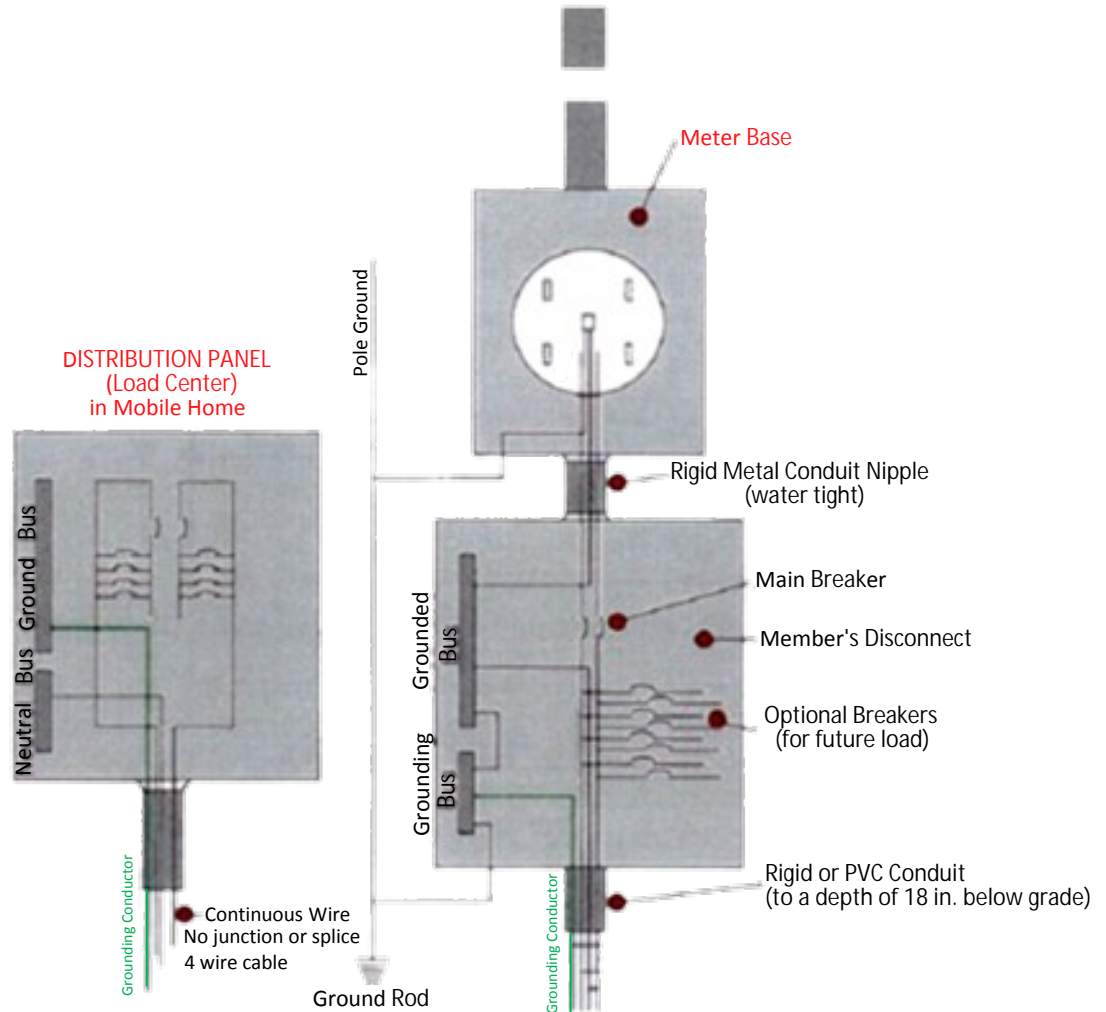 Meter Base
Pole Ground
DISTRIBUTION PANEL
(Load Center)
in Mobile Home
Rigid Metal Conduit Nipple
(water tight)
Ground Bus
Neutral Bus
Grounded
Bus
Main Breaker
Member's Disconnect
Optional Breakers
(for future load)
Grounding
Bus
Rigid or PVC Conduit
(to a depth of 18 in. below grade)
Grounding Conductor
Continuous Wire
No junction or splice
4 wire cable
Grounding Conductor
Ground Rod